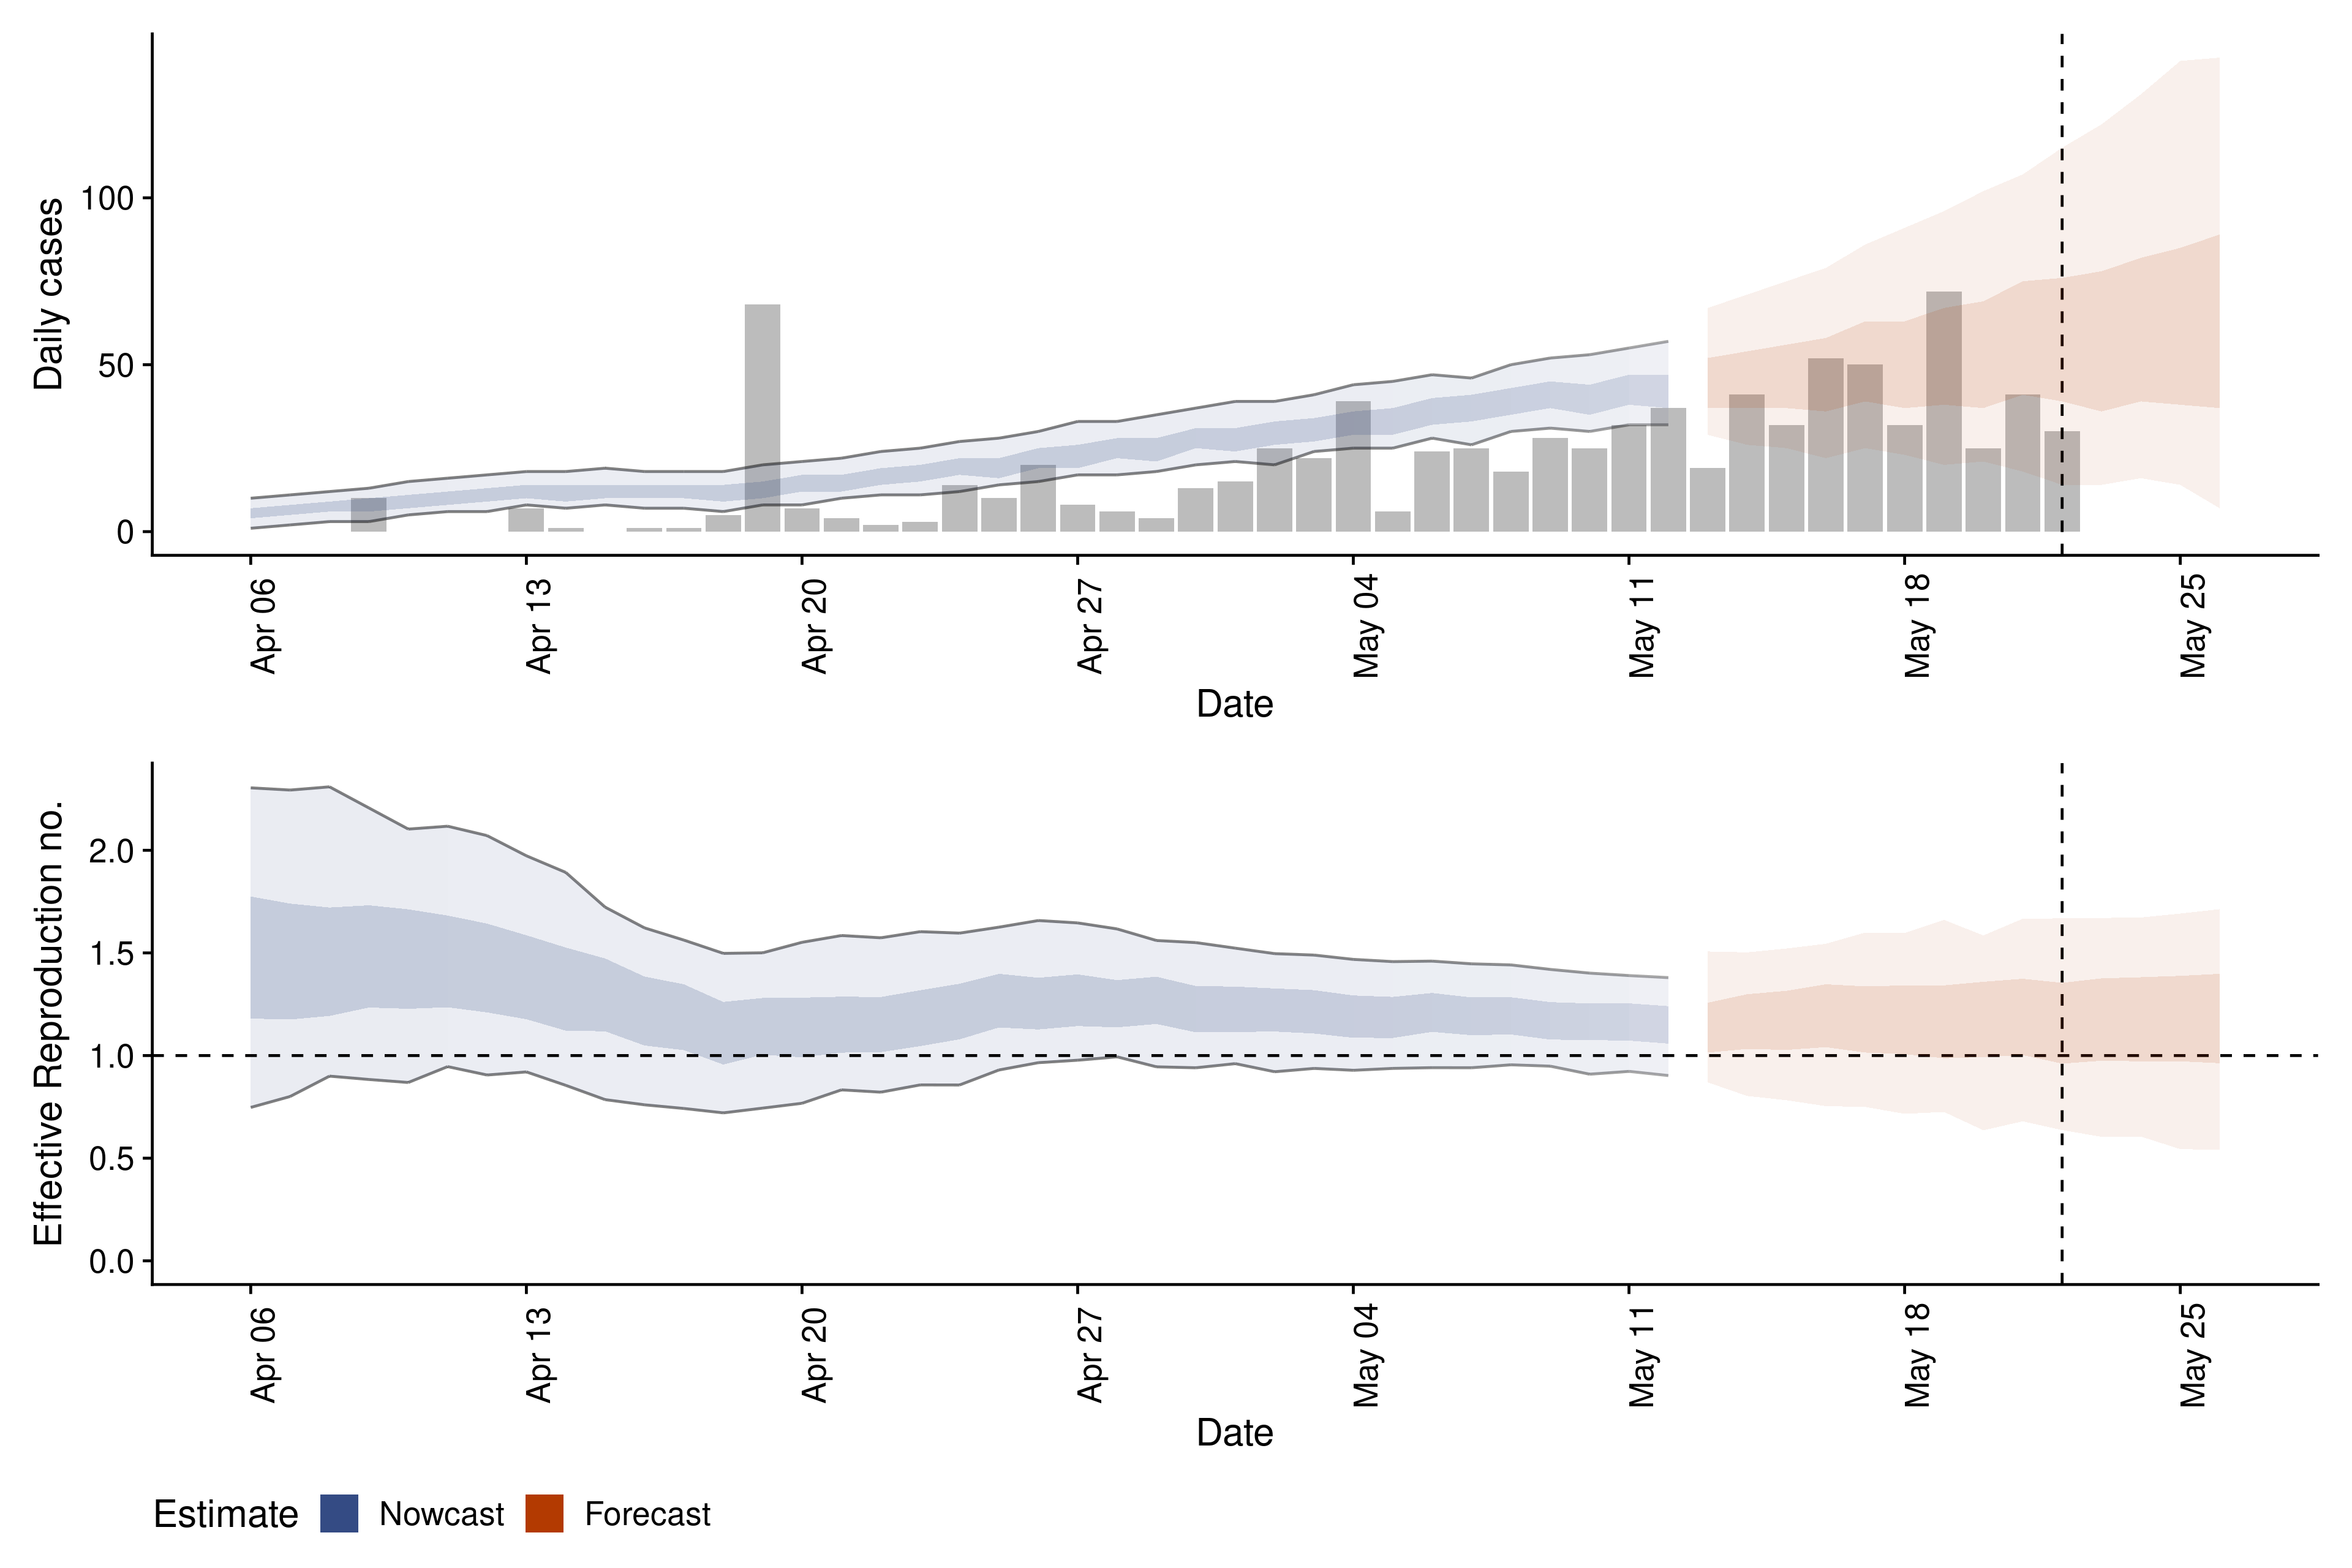 Daily cases
100
50
0
Apr 06
Apr 13
Apr 20
Apr 27
May 04
May 11
May 18
May 25
Date
Effective Reproduction no.
2.0
1.5
1.0
0.5
0.0
Apr 06
Apr 13
Apr 20
Apr 27
May 04
May 11
May 18
May 25
Date
Estimate Nowcast Forecast